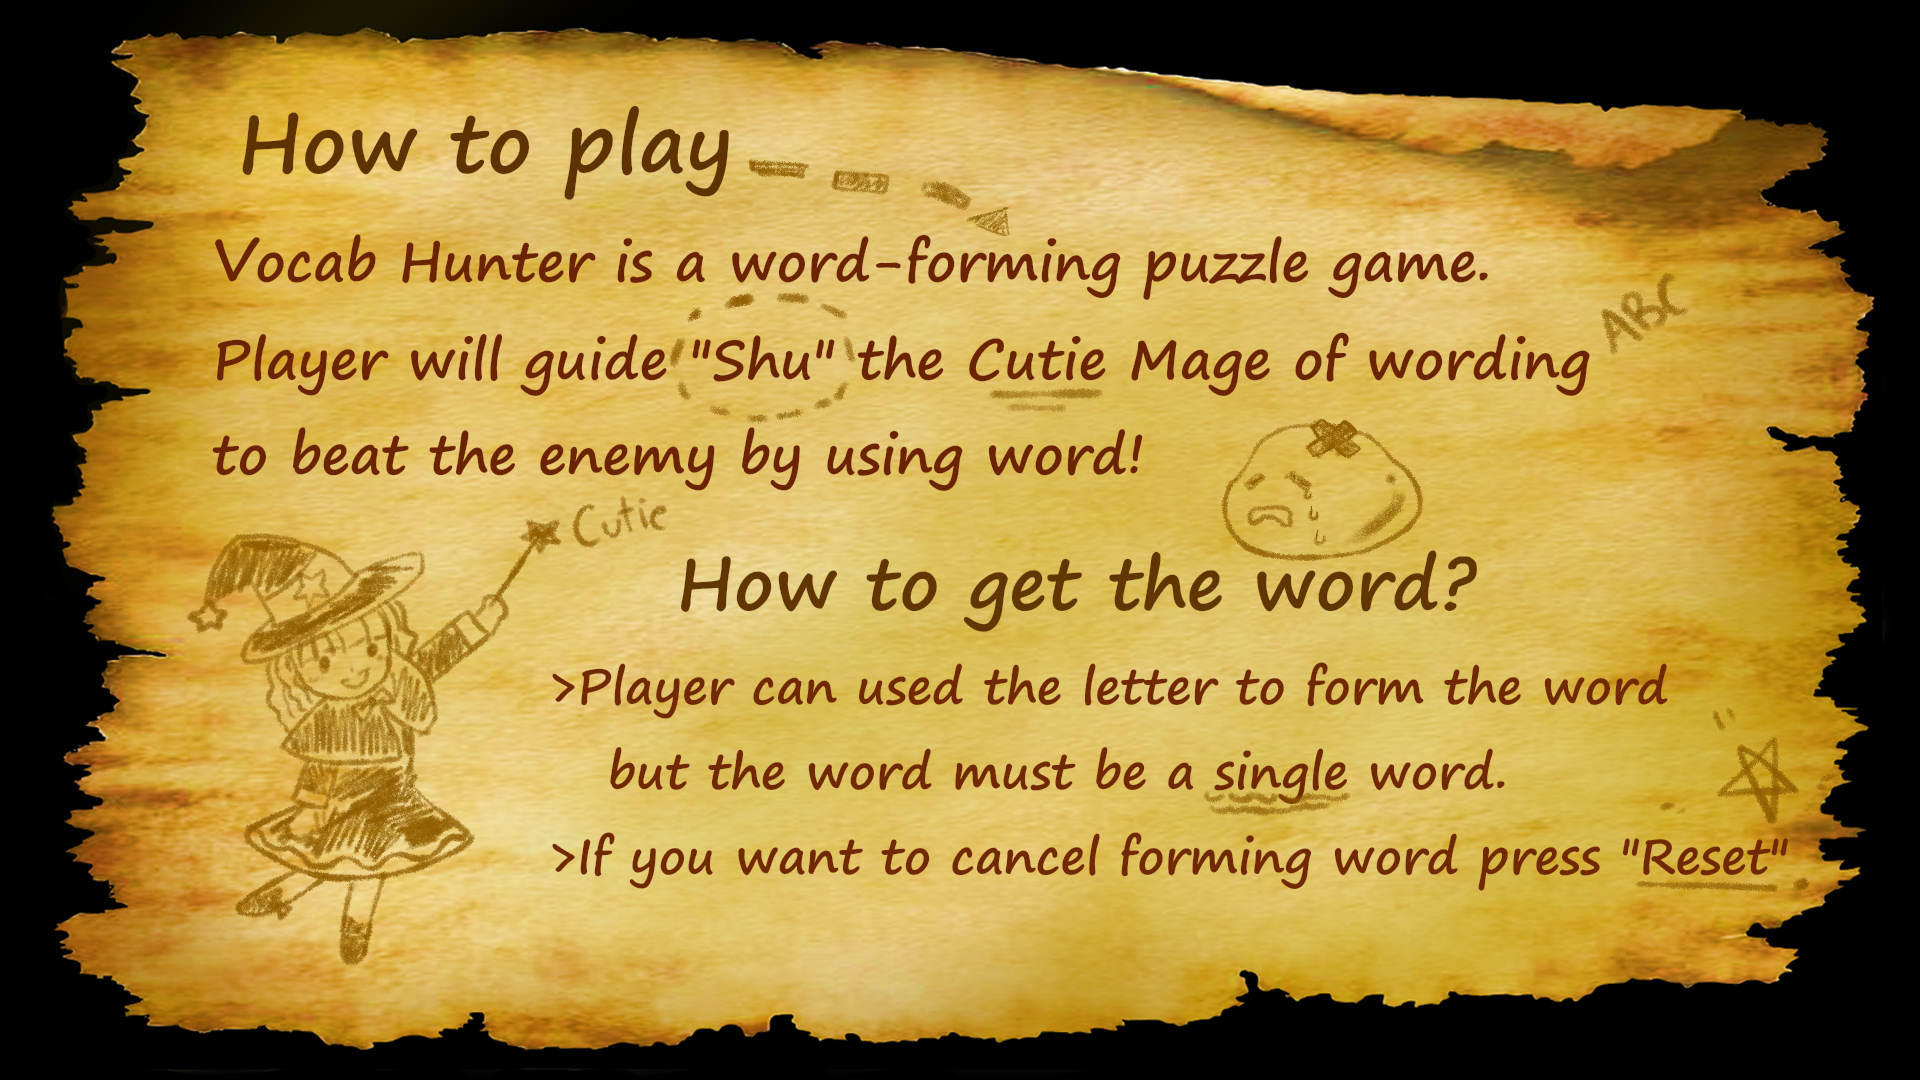 How to play
Vocab Hunter is a word-forming puzzle game.
Player will guide "Shu" the Cutie Mage of wording
ABC
to beat the enemy by using word!
Cutie
How to get the word?
>Player can used the letter to form the word
but the word must be a single word.
>If you want to cancel forming word press "Reset".